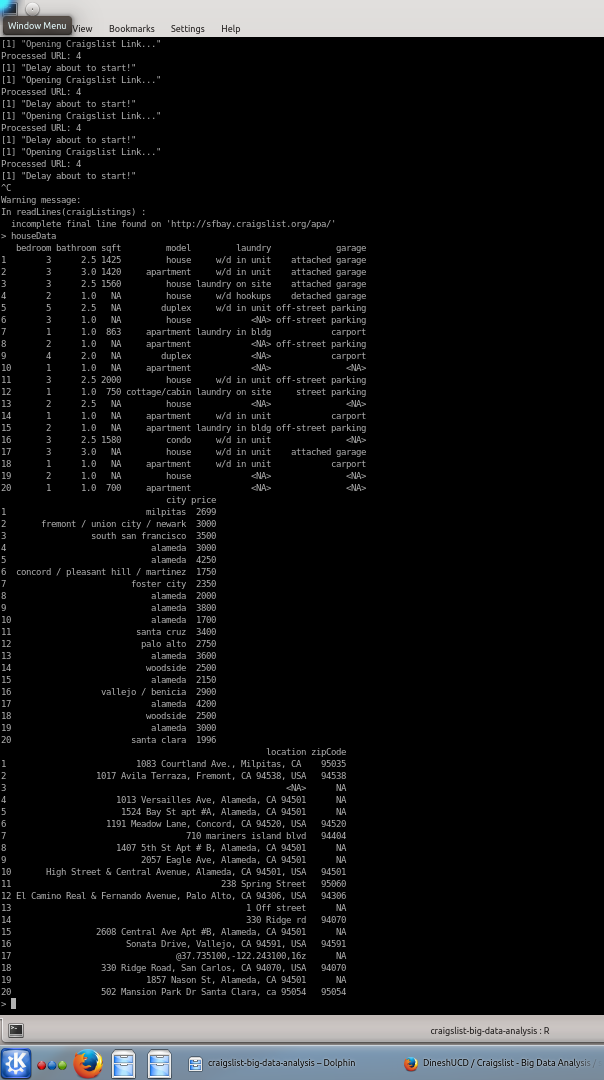 Window Menu View Bookmarks Settings Help
[1] "Opening Craigslist Link..."
Processed URL: 4
[1] "Delay about to start!"
[1] "Opening Craigslist Link..."
Processed URL: 4
[1] "Delay about to start!"
[1] "Opening Craigslist Link..."
Processed URL: 4
[1] "Delay about to start!"
[1] "Opening Craigslist Link..."
Processed URL: 4
[1] "Delay about to start!"
^C
Warning message:
In readLines(craigListings) :
  incomplete final line found on 'http://sfbay.craigslist.org/apa/'
> houseData
   bedroom bathroom sqft         model         laundry            garage
1        3      2.5 1425         house     w/d in unit   attached garage
2        3      3.0 1420     apartment     w/d in unit   attached garage
3        3      2.5 1560         house laundry on site   attached garage
4        2      1.0   NA         house     w/d hookups   detached garage
5        5      2.5   NA        duplex     w/d in unit off-street parking
6        3      1.0   NA         house            <NA> off-street parking
7        1      1.0  863     apartment laundry in bldg           carport
8        2      1.0   NA     apartment            <NA> off-street parking
9        4      2.0   NA        duplex            <NA>           carport
10       1      1.0   NA     apartment            <NA>              <NA>
11       3      2.5 2000         house     w/d in unit off-street parking
12       1      1.0  750 cottage/cabin laundry on site    street parking
13       2      2.5   NA         house            <NA>              <NA>
14       1      1.0   NA     apartment     w/d in unit           carport
15       2      1.0   NA     apartment laundry in bldg off-street parking
16       3      2.5 1580         condo     w/d in unit              <NA>
17       3      3.0   NA         house     w/d in unit   attached garage
18       1      1.0   NA     apartment     w/d in unit           carport
19       2      1.0   NA         house            <NA>              <NA>
20       1      1.0  700     apartment            <NA>              <NA>
                              city price
1                         milpitas  2699
2     fremont / union city / newark  3000
3              south san francisco  3500
4                          alameda  3000
5                          alameda  4250
6  concord / pleasant hill / martinez  1750
7                      foster city  2350
8                          alameda  2000
9                          alameda  3800
10                         alameda  1700
11                      santa cruz  3400
12                       palo alto  2750
13                         alameda  3600
14                        woodside  2500
15                         alameda  2150
16               vallejo / benicia  2900
17                         alameda  4200
18                        woodside  2500
19                         alameda  3000
20                     santa clara  1996
                                               location zipCode
1                        1083 Courtland Ave., Milpitas, CA   95035
2                1017 Avila Terraza, Fremont, CA 94538, USA   94538
3                                                  <NA>      NA
4                    1013 Versailles Ave, Alameda, CA 94501      NA
5                     1524 Bay St apt #A, Alameda, CA 94501      NA
6                  1191 Meadow Lane, Concord, CA 94520, USA   94520
7                                  710 mariners island blvd   94404
8                    1407 5th St Apt # B, Alameda, CA 94501      NA
9                         2057 Eagle Ave, Alameda, CA 94501      NA
10      High Street & Central Avenue, Alameda, CA 94501, USA   94501
11                                        238 Spring Street   95060
12 El Camino Real & Fernando Avenue, Palo Alto, CA 94306, USA   94306
13                                             1 Off street      NA
14                                             330 Ridge rd   94070
15               2608 Central Ave Apt #B, Alameda, CA 94501      NA
16                     Sonata Drive, Vallejo, CA 94591, USA   94591
17                               @37.735100,-122.243100,16z      NA
18                330 Ridge Road, San Carlos, CA 94070, USA   94070
19                       1857 Nason St, Alameda, CA 94501      NA
20                502 Mansion Park Dr Santa Clara, ca 95054   95054
>
craigslist-big-data-analysis : R
craigslist-big-data-analysis – Dolphin DineshUCD / Craigslist - Big Data Analysis /